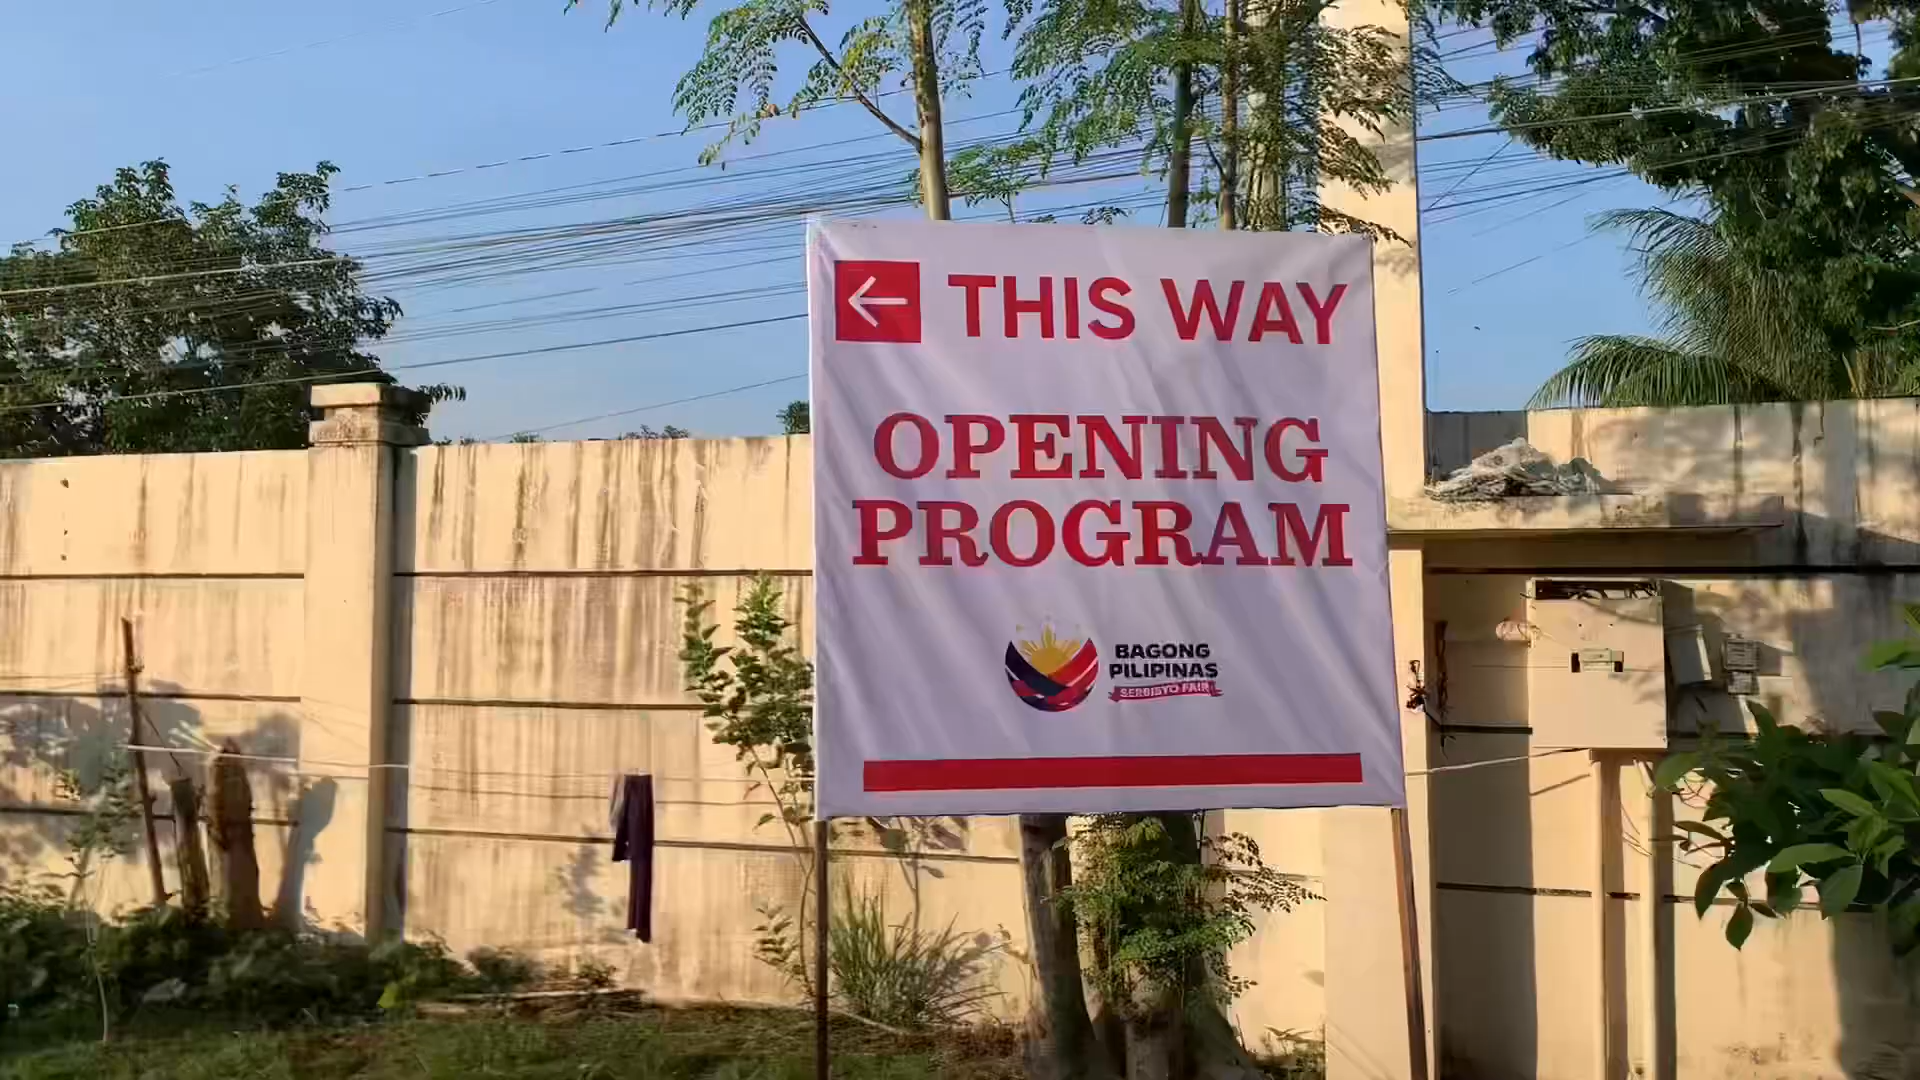 THIS WAY
OPENING
PROGRAM
BAGONG
PILIPINAS
SERBISYO FAIR